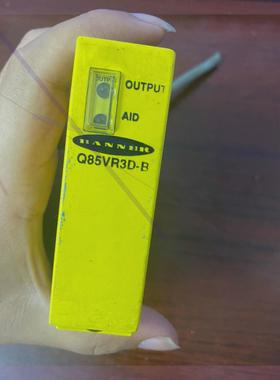 OUTPUT
AID
BANNER
Q85VR3D-B